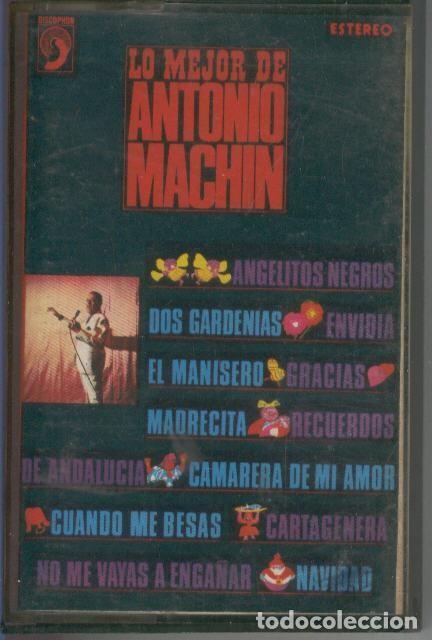 DISCOPHON
ESTEREO
LO MEJOR DE
ANTONIO
MACHIN
ANGELITOS NEGROS
DOS GARDENIAS ENVIDIA
EL MANISERO GRACIAS
MADRECITA RECUERDOS
DE ANDALUCIA CAMARERA DE MI AMOR
CUANDO ME BESAS CARTAGENERA
NO ME VAYAS A ENGAÑAR NAVIDAD
todocoleccion.net